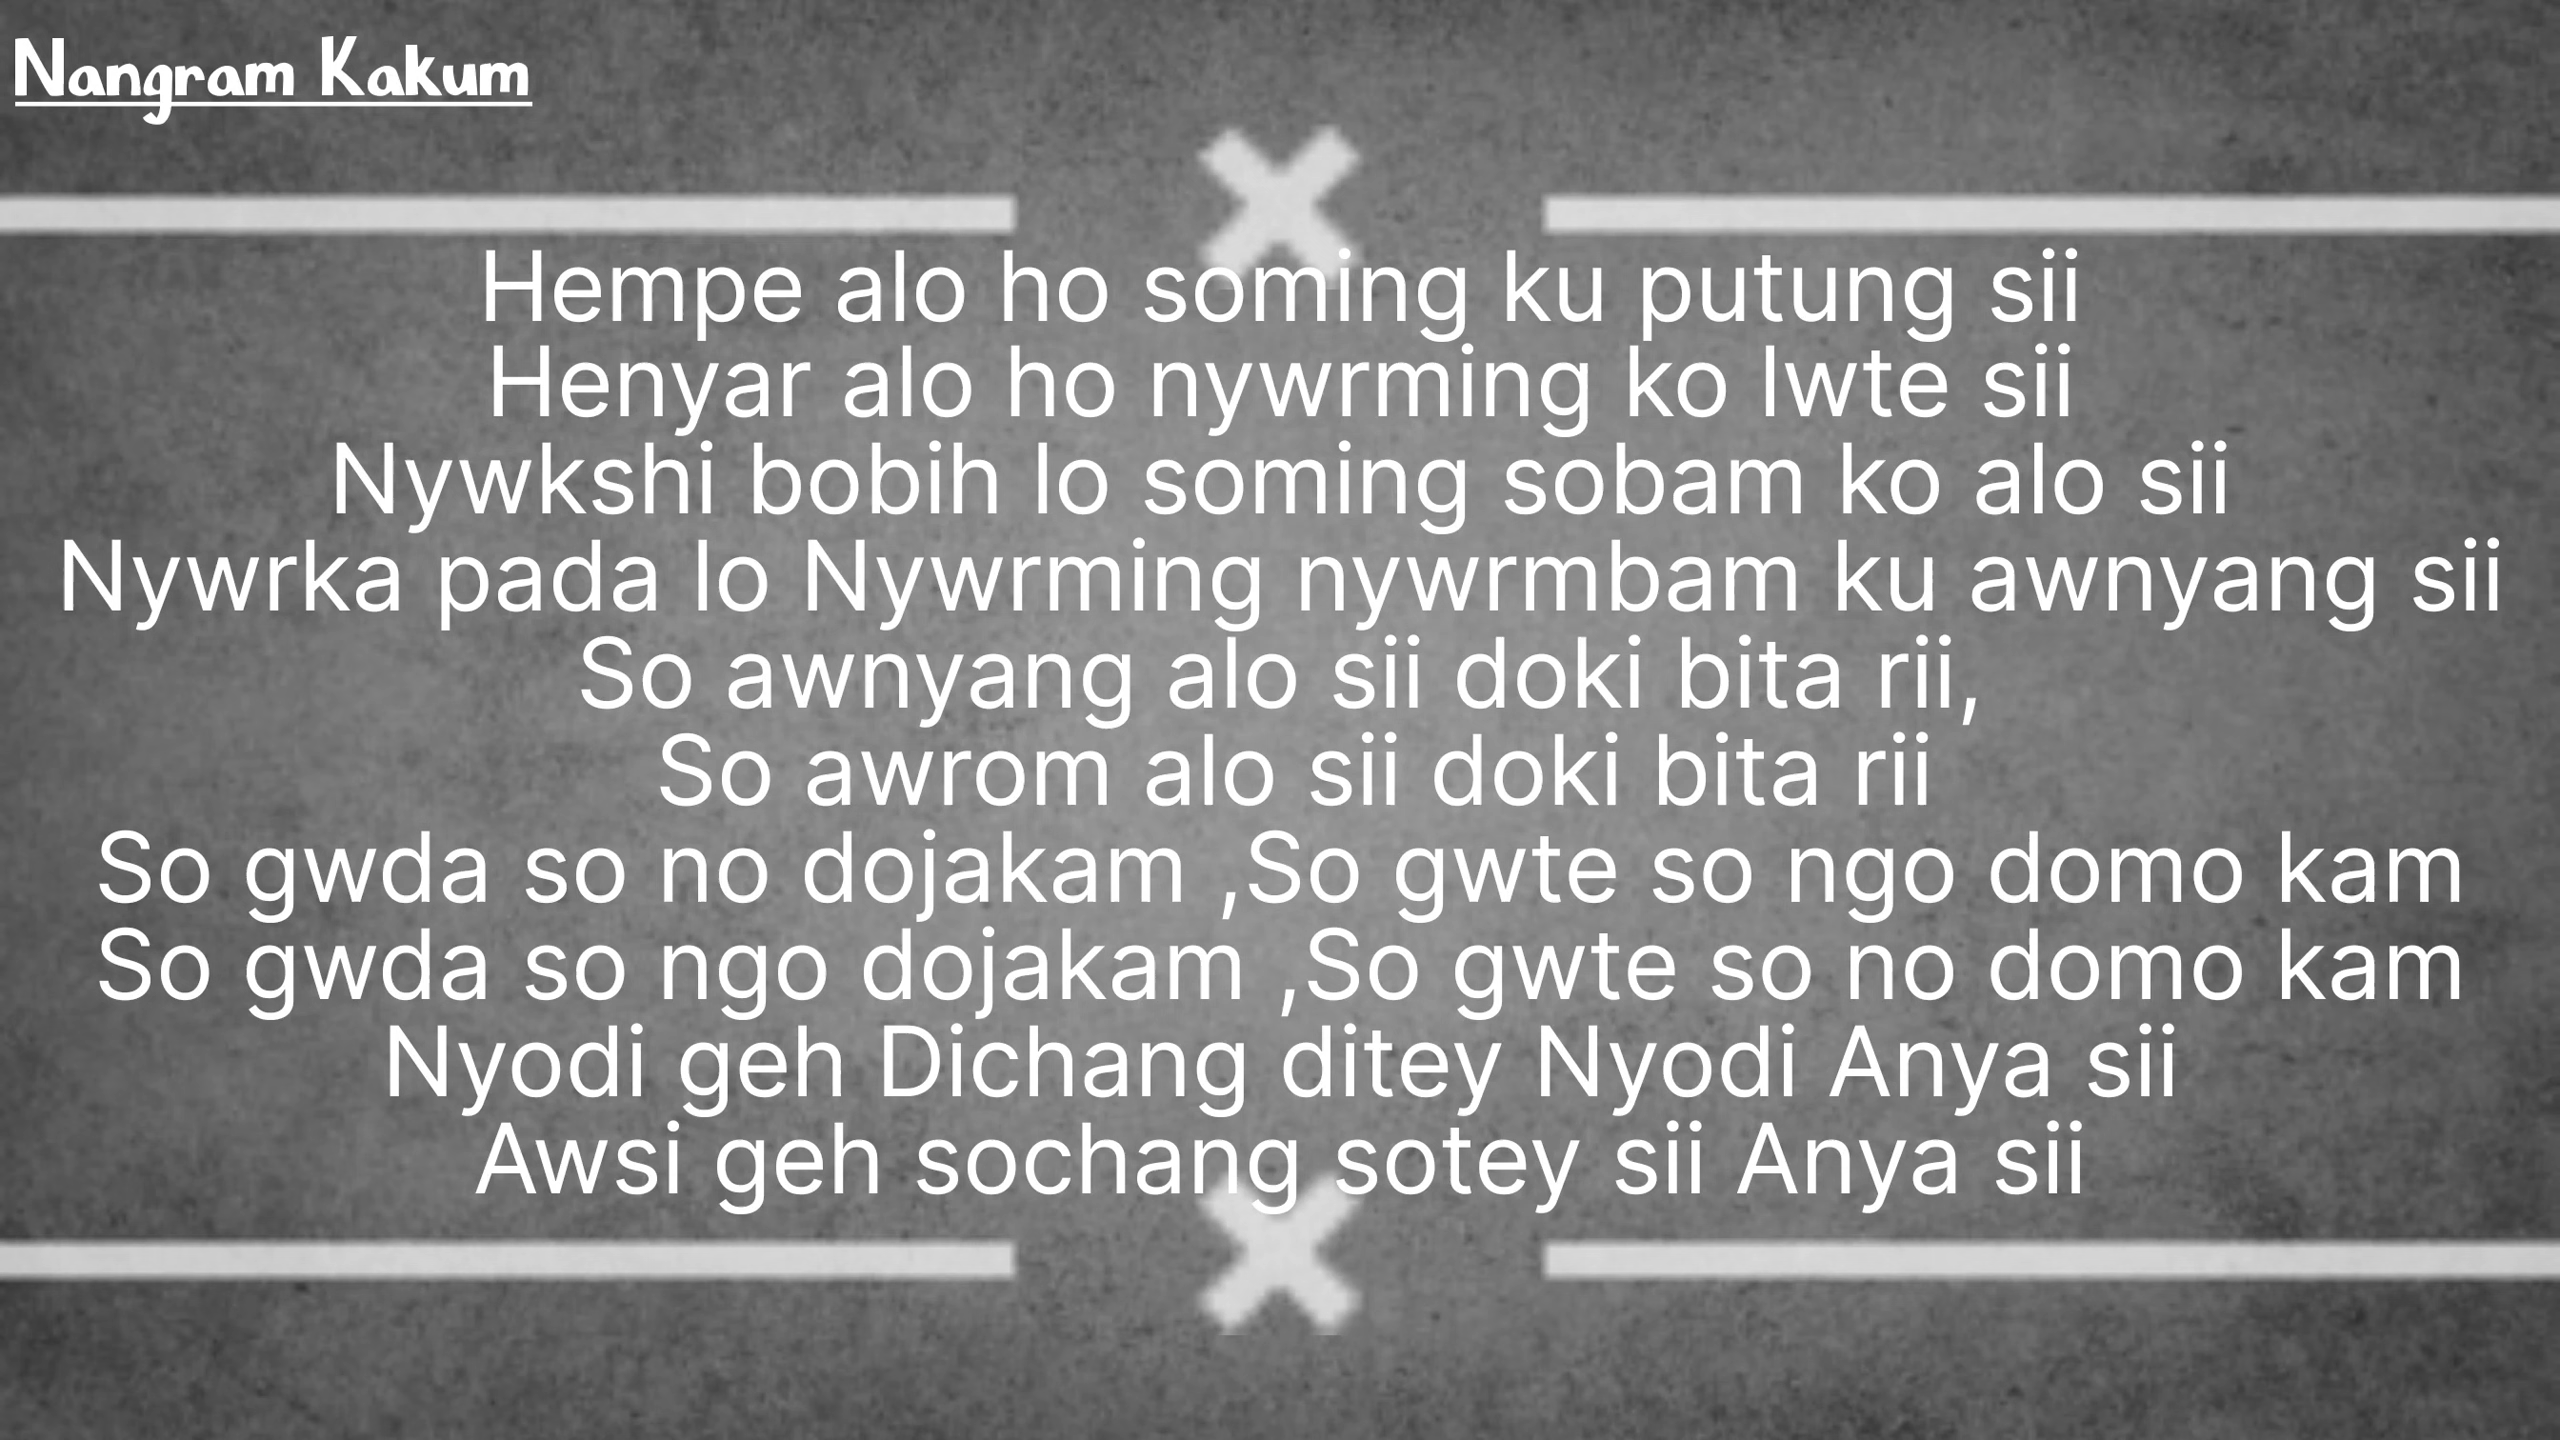 Nangram Kakum
Hempe alo ho soming ku putung sii
Henyar alo ho nywrming ko lwte sii
Nywkshi bobih lo soming sobam ko alo sii
Nywrka pada lo Nywrming nywrmbam ku awnyang sii
So awnyang alo sii doki bita rii,
So awrom alo sii doki bita rii
So gwda so no dojakam ,So gwte so ngo domo kam
So gwda so ngo dojakam ,So gwte so no domo kam
Nyodi geh Dichang ditey Nyodi Anya sii
Awsi geh sochang sotey sii Anya sii